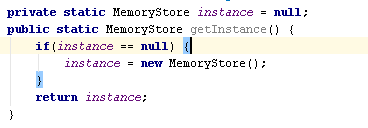 private static MemoryStore instance = null;
public static MemoryStore getInstance() {
if(instance == null) {
instance = new MemoryStore();
}
return instance;
}